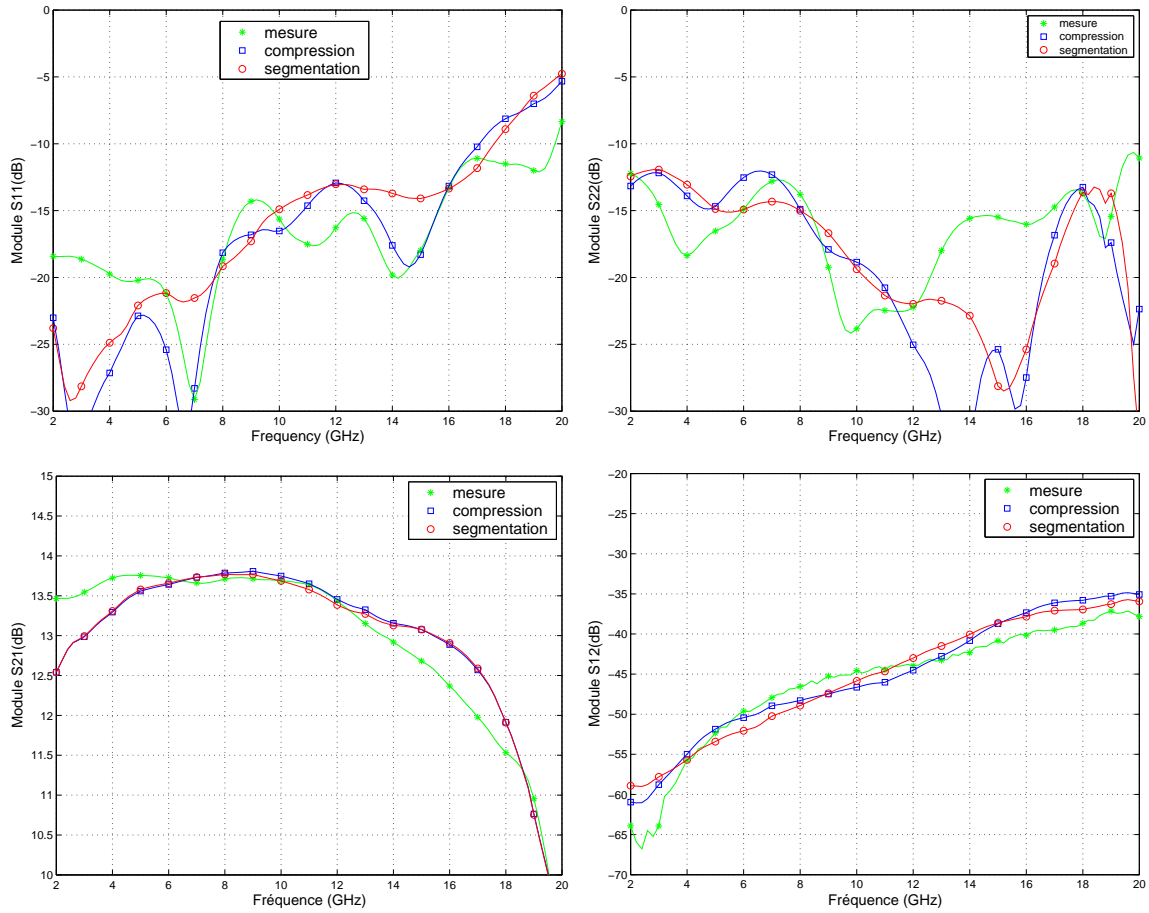 0
−5
−10
−15
−20
−25
−30
2 4 6 8 10 12 14 16 18 20
Module S11(dB)
Frequency (GHz)
mesure
compression
segmentation
0
−5
−10
−15
−20
−25
−30
2 4 6 8 10 12 14 16 18 20
Module S22(dB)
Frequency (GHz)
mesure
compression
segmentation
15
14.5
14
13.5
13
12.5
12
11.5
11
10.5
10
2 4 6 8 10 12 14 16 18 20
Module S21(dB)
Fréquence (GHz)
mesure
compression
segmentation
−20
−25
−30
−35
−40
−45
−50
−55
−60
−65
−70
2 4 6 8 10 12 14 16 18 20
Module S12(dB)
Fréquence (GHz)
mesure
compression
segmentation